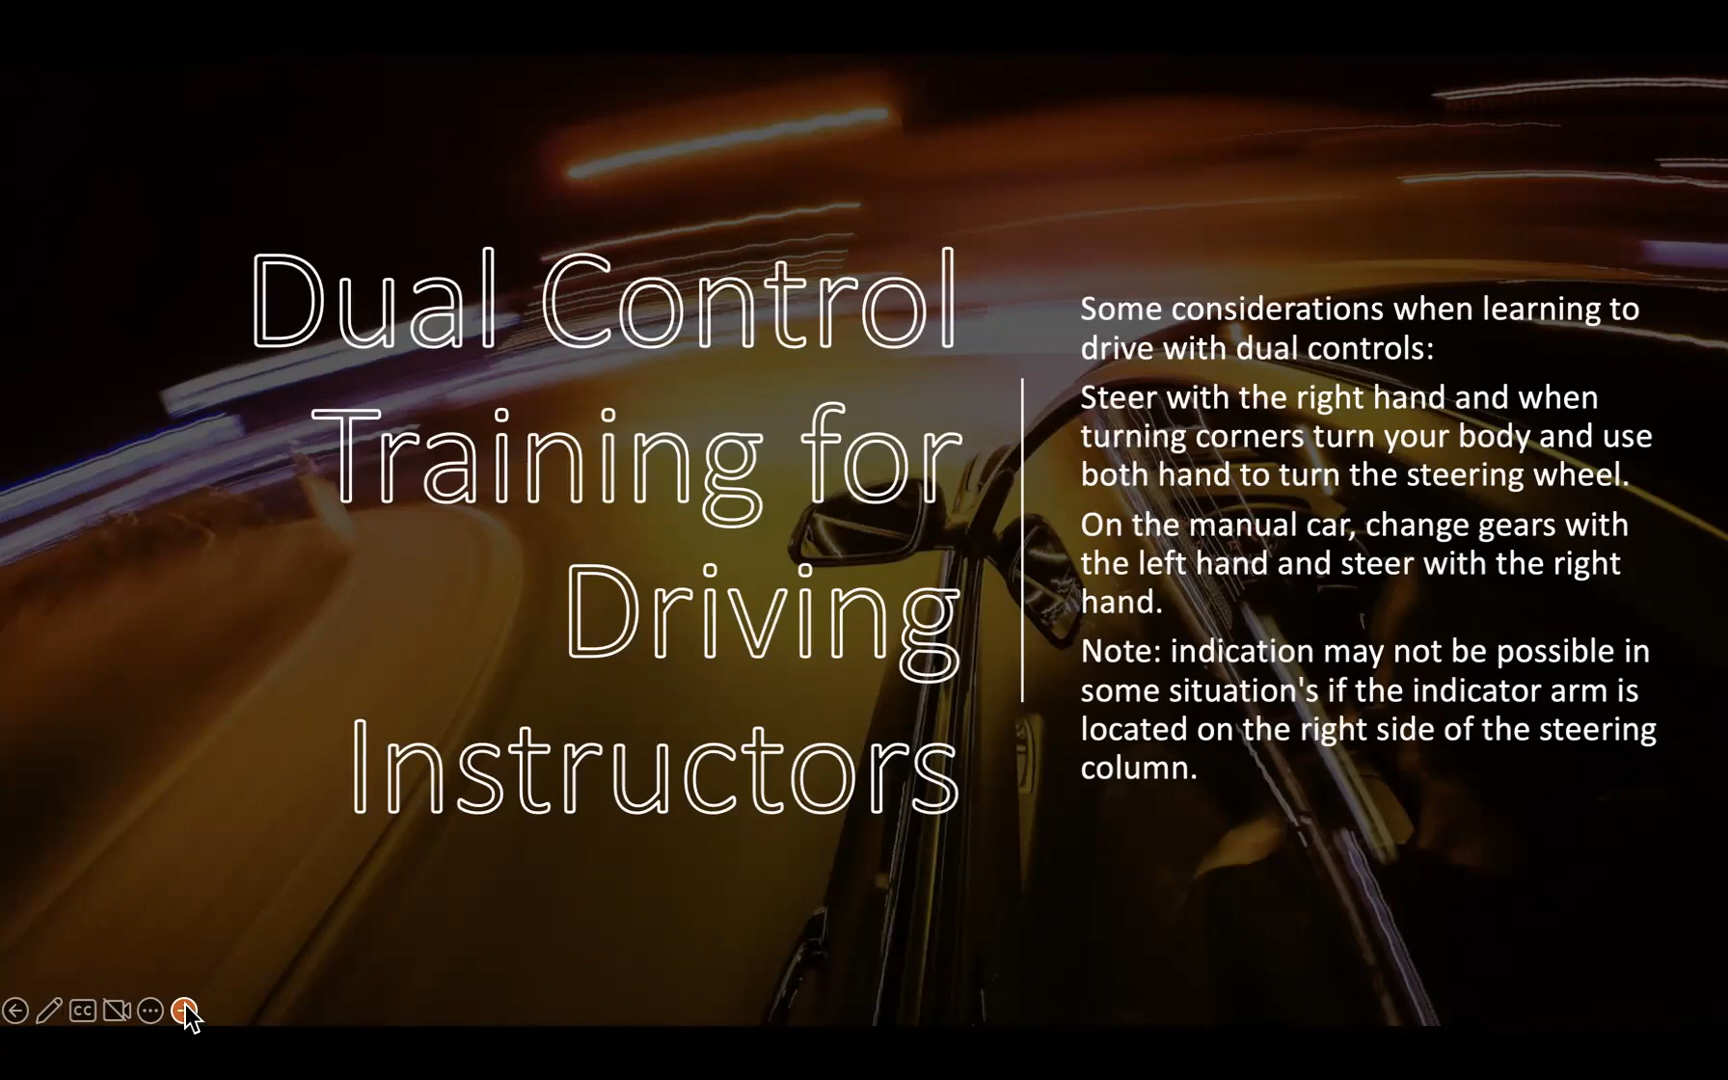 Dual Control
Training for
Driving
Instructors
Some considerations when learning to
drive with dual controls:
Steer with the right hand and when
turning corners turn your body and use
both hand to turn the steering wheel.
On the manual car, change gears with
the left hand and steer with the right
hand.
Note: indication may not be possible in
some situation's if the indicator arm is
located on the right side of the steering
column.
CC